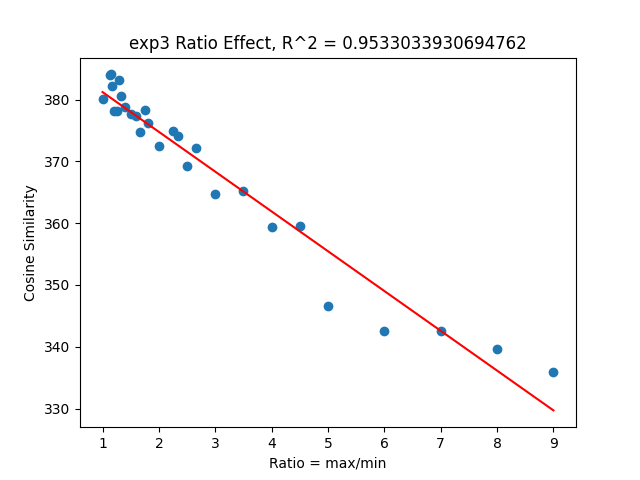 exp3 Ratio Effect, R^2 = 0.9533033930694762
380
370
360
350
340
330
Cosine Similarity
1 2 3 4 5 6 7 8 9
Ratio = max/min